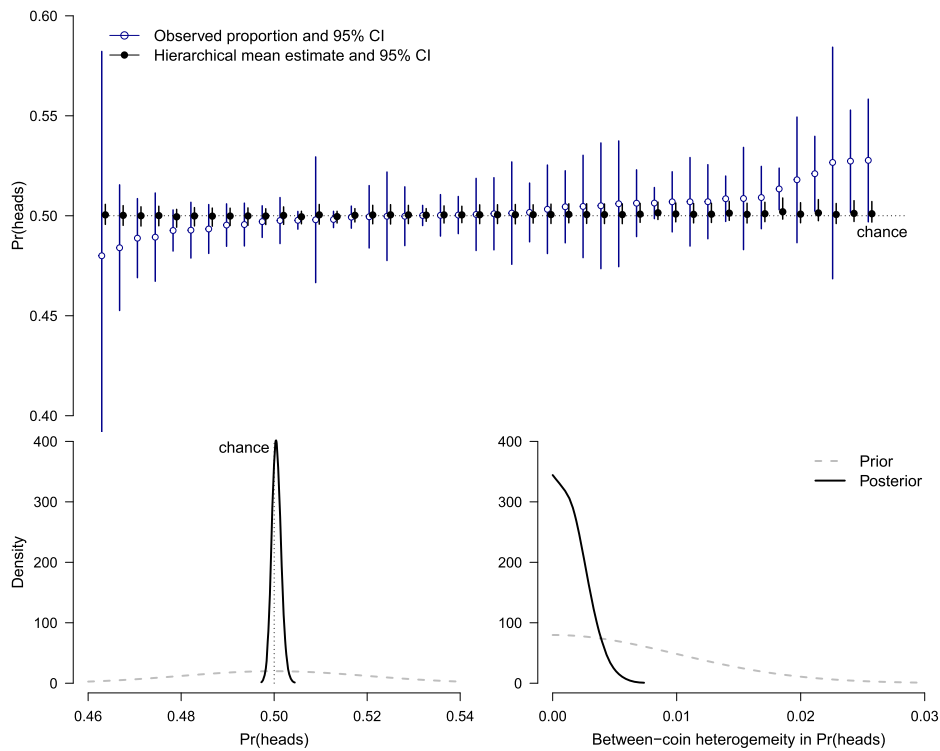 0.60
Observed proportion and 95% CI
Hierarchical mean estimate and 95% CI
0.55
Pr(heads)
0.50
chance
0.45
0.40
400
chance
300
Density
200
100
0
0.46 0.48 0.50 0.52 0.54
Pr(heads)
400
Prior
Posterior
300
200
100
0
0.00 0.01 0.02 0.03
Between−coin heterogemeity in Pr(heads)